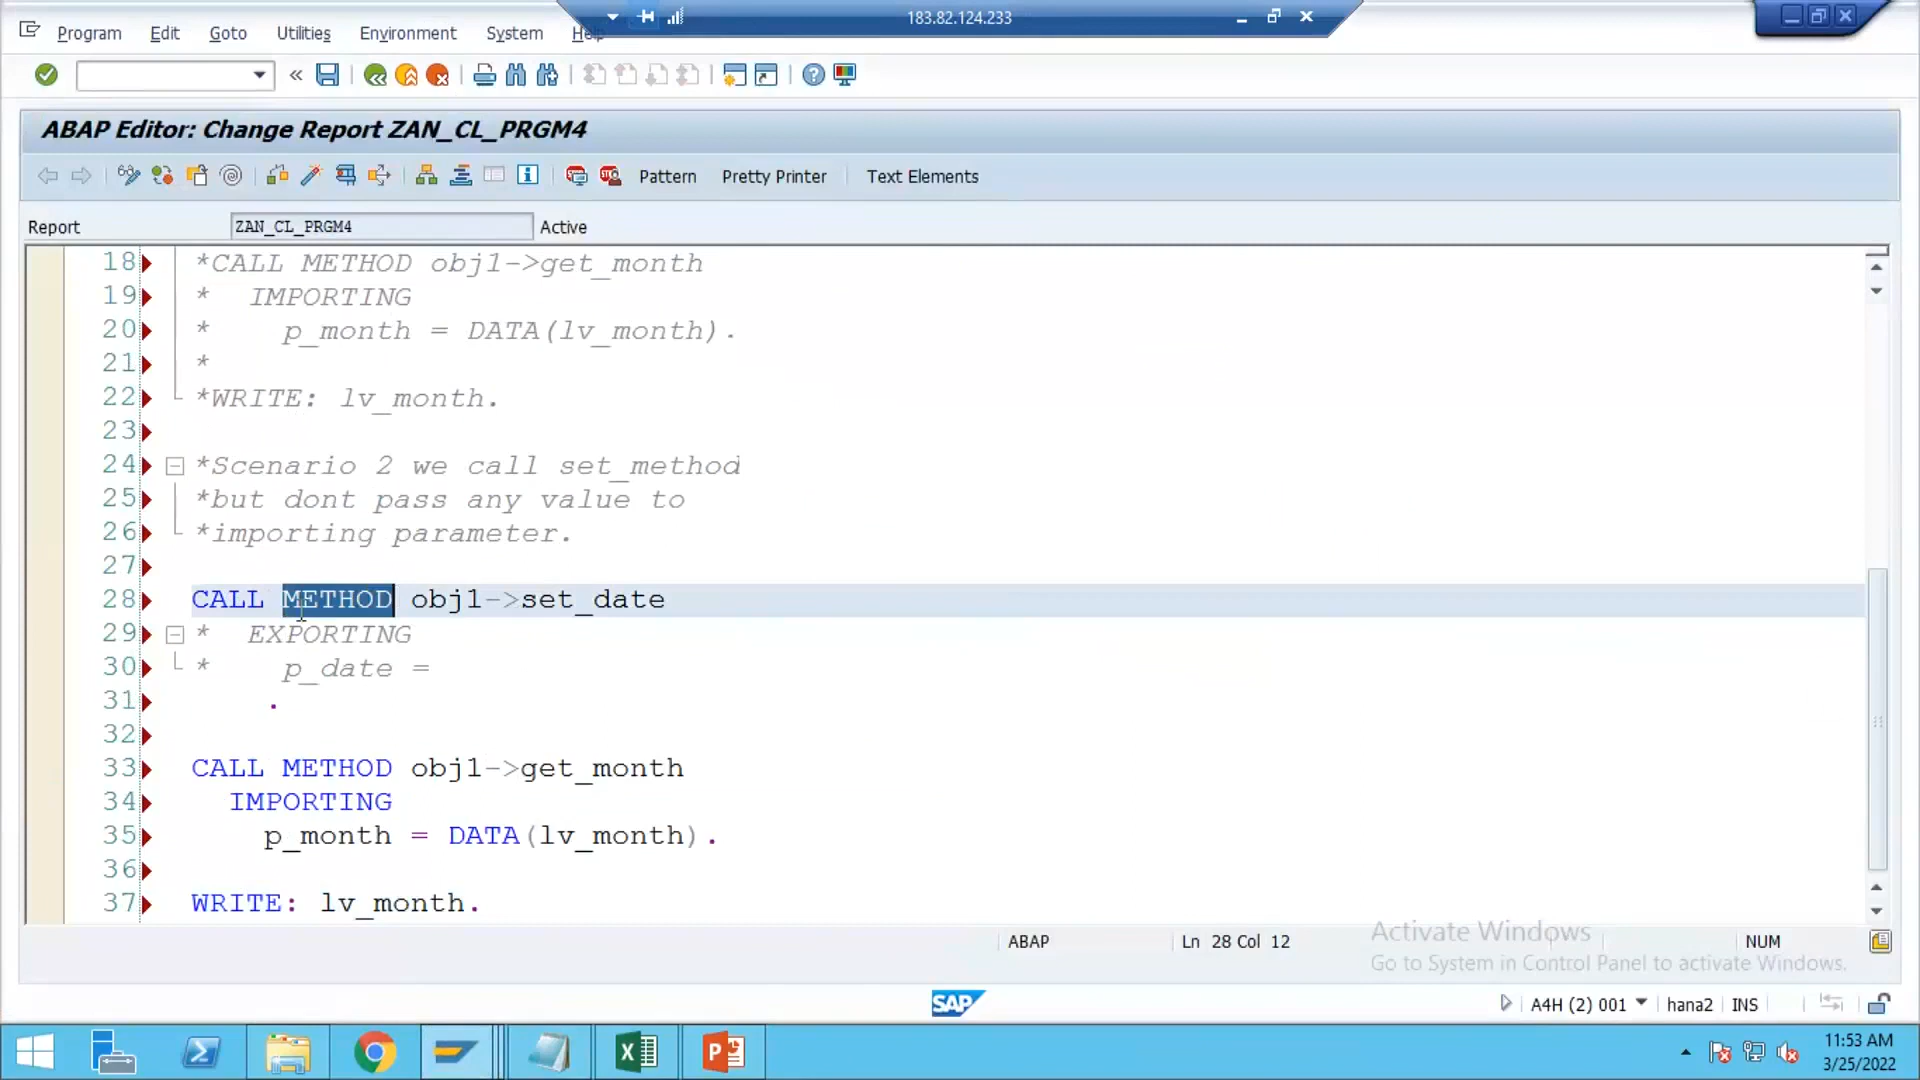 183.82.124.233
Program Edit Goto Utilities Environment System Help
ABAP Editor: Change Report ZAN_CL_PRGM4
Pattern Pretty Printer Text Elements
Report ZAN_CL_PRGM4 Active
18 *CALL METHOD obj1->get_month
19 *  IMPORTING
20 *    p_month = DATA(lv_month).
21 *
22 *WRITE: lv_month.
23
24 *Scenario 2 we call set_method
25 *but dont pass any value to
26 *importing parameter.
27
28 CALL METHOD obj1->set_date
29 *  EXPORTING
30 *    p_date =
31     .
32
33 CALL METHOD obj1->get_month
34   IMPORTING
35     p_month = DATA(lv_month).
36
37 WRITE: lv_month.
ABAP Ln 28 Col 12 NUM
Activate Windows
Go to System in Control Panel to activate Windows.
SAP A4H (2) 001 hana2 INS
11:53 AM
3/25/2022